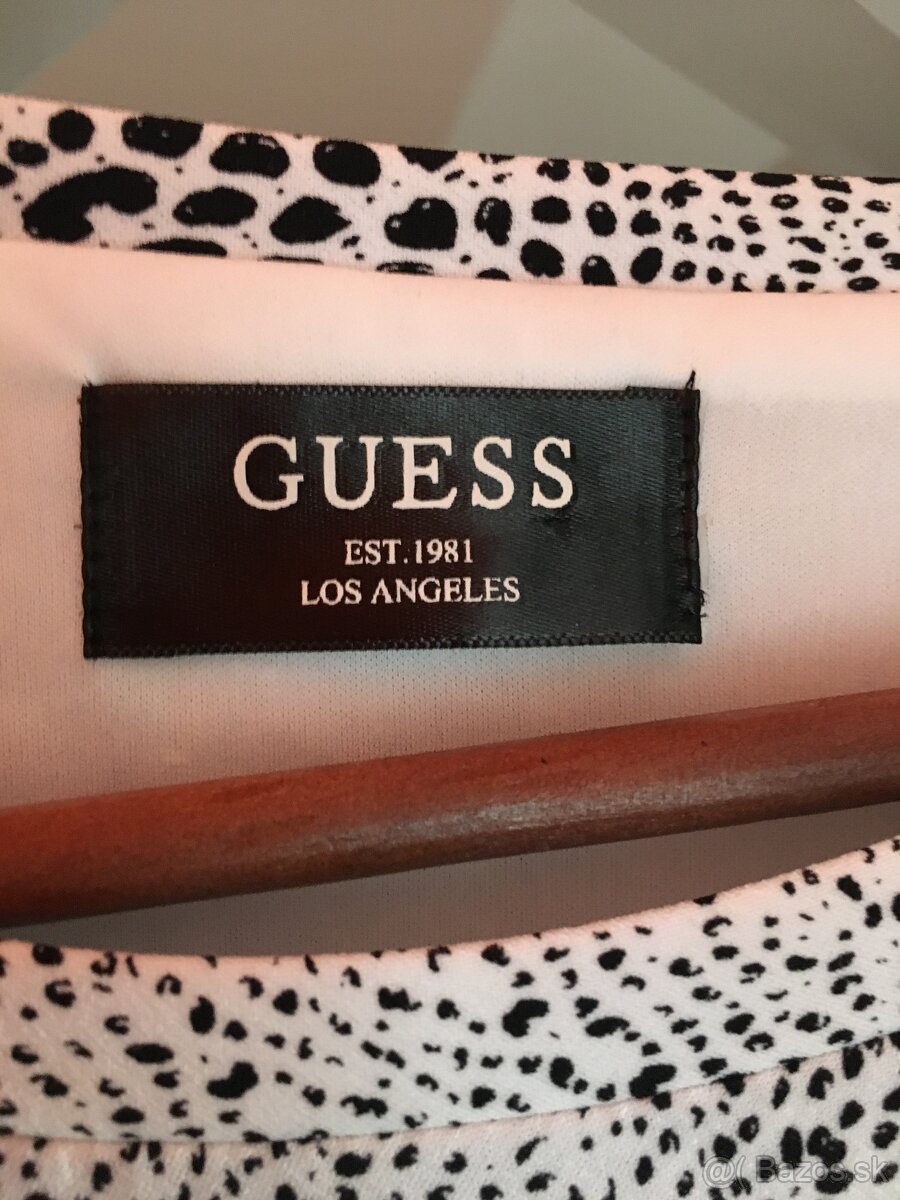 GUESS
EST.1981
LOS ANGELES
@( Bazos.sk